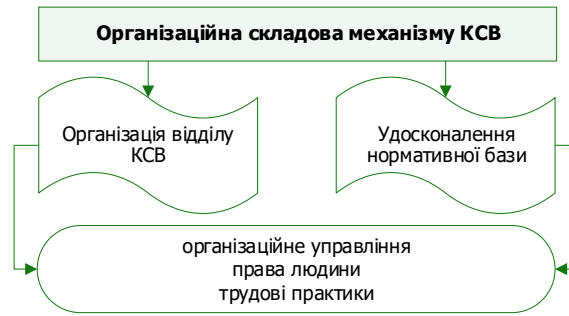 Організаційна складова механізму КСВ
Організація відділу
КСВ
Удосконалення
нормативної бази
організаційне управління
права людини
трудові практики